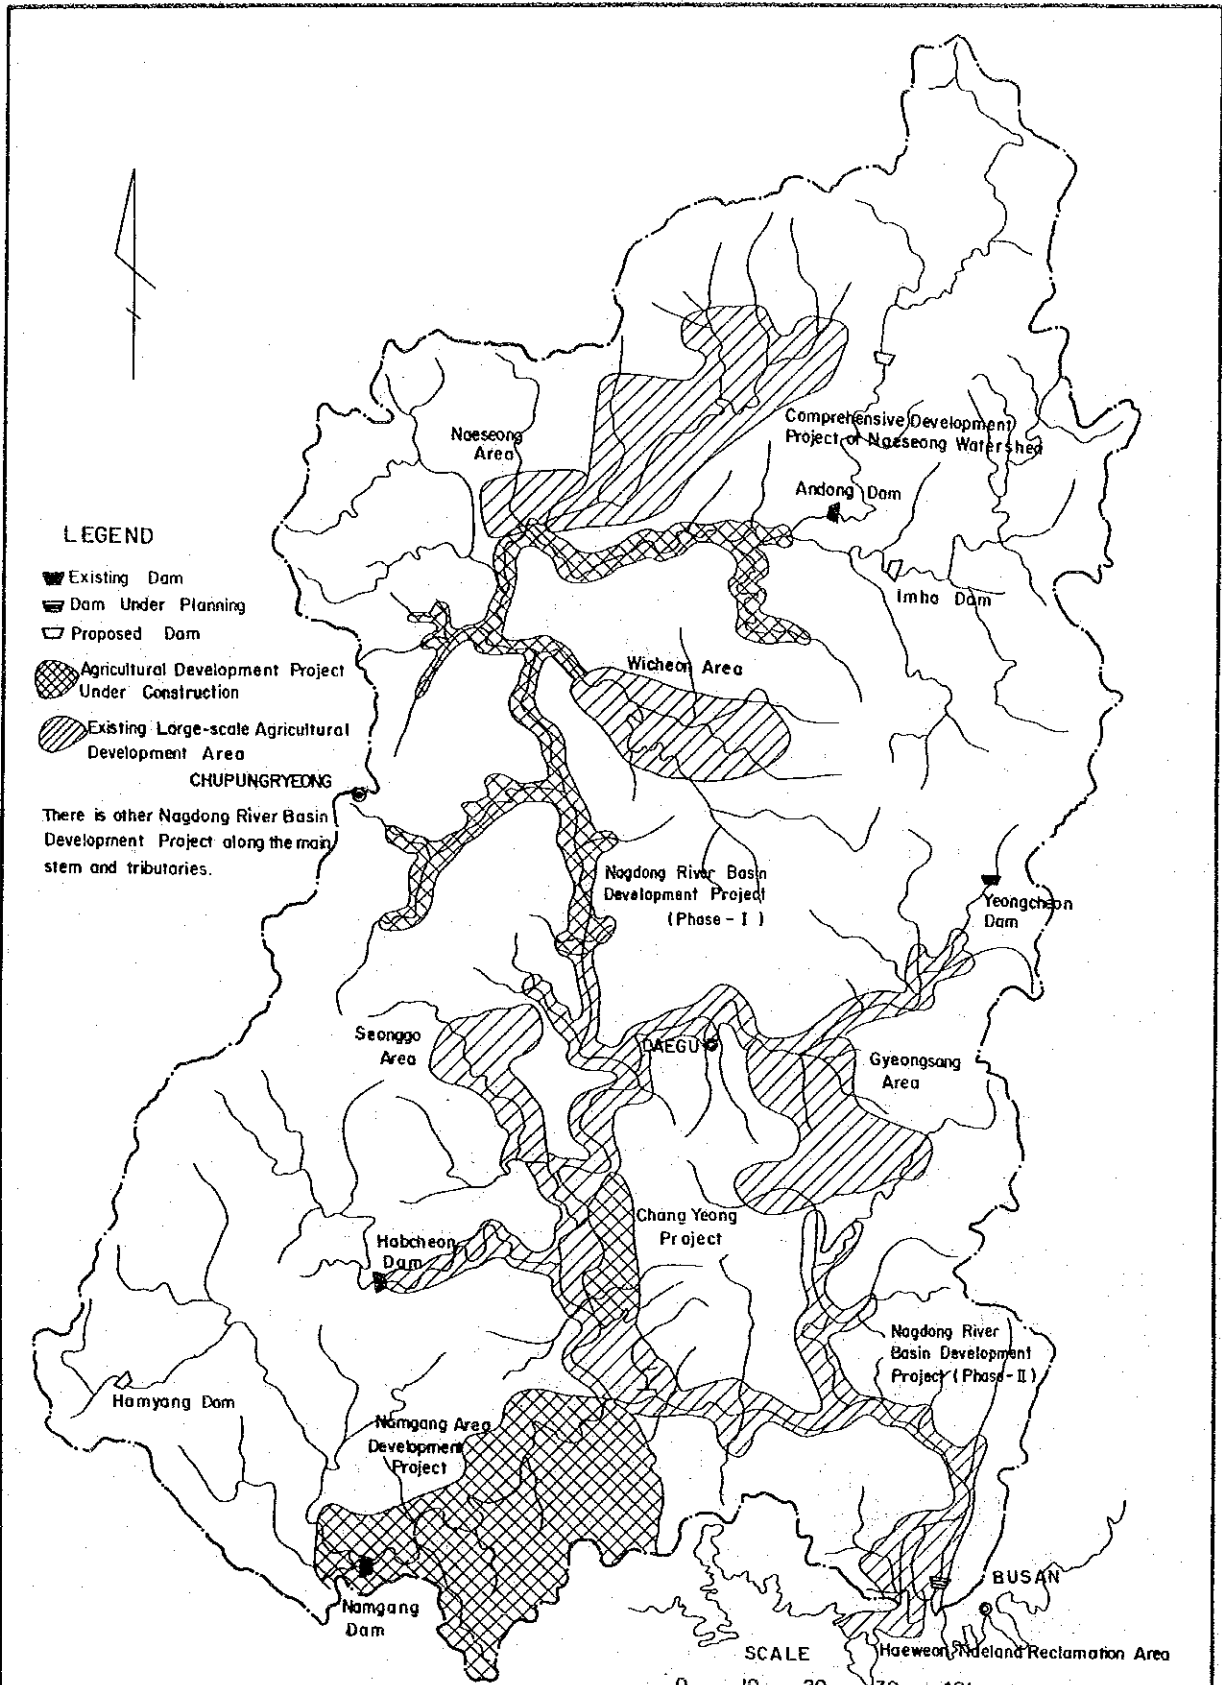 Naeseong
Area
Comprehensive Development
Project of Naeseong Watershed
Andong Dam
LEGEND
Existing Dam
Dam Under Planning
Proposed Dam
Agricultural Development Project
Under Construction
Existing Large-scale Agricultural
Development Area
Imha Dam
Wicheon Area
CHUPUNGRYEONG
There is other Nagdong River Basin
Development Project along the main
stem and tributaries.
Nagdong River Basin
Development Project
(Phase - I)
Yeongcheon
Dam
Seonggo
Area
DAEGU
Gyeongsang
Area
Chang Yeong
Project
Habcheon
Dam
Nagdong River
Basin Development
Project (Phase-II)
Hamyang Dam
Namgang Area
Development
Project
Namgang
Dam
BUSAN
SCALE
Haeweon
Reclamation Area
0 10 20 30